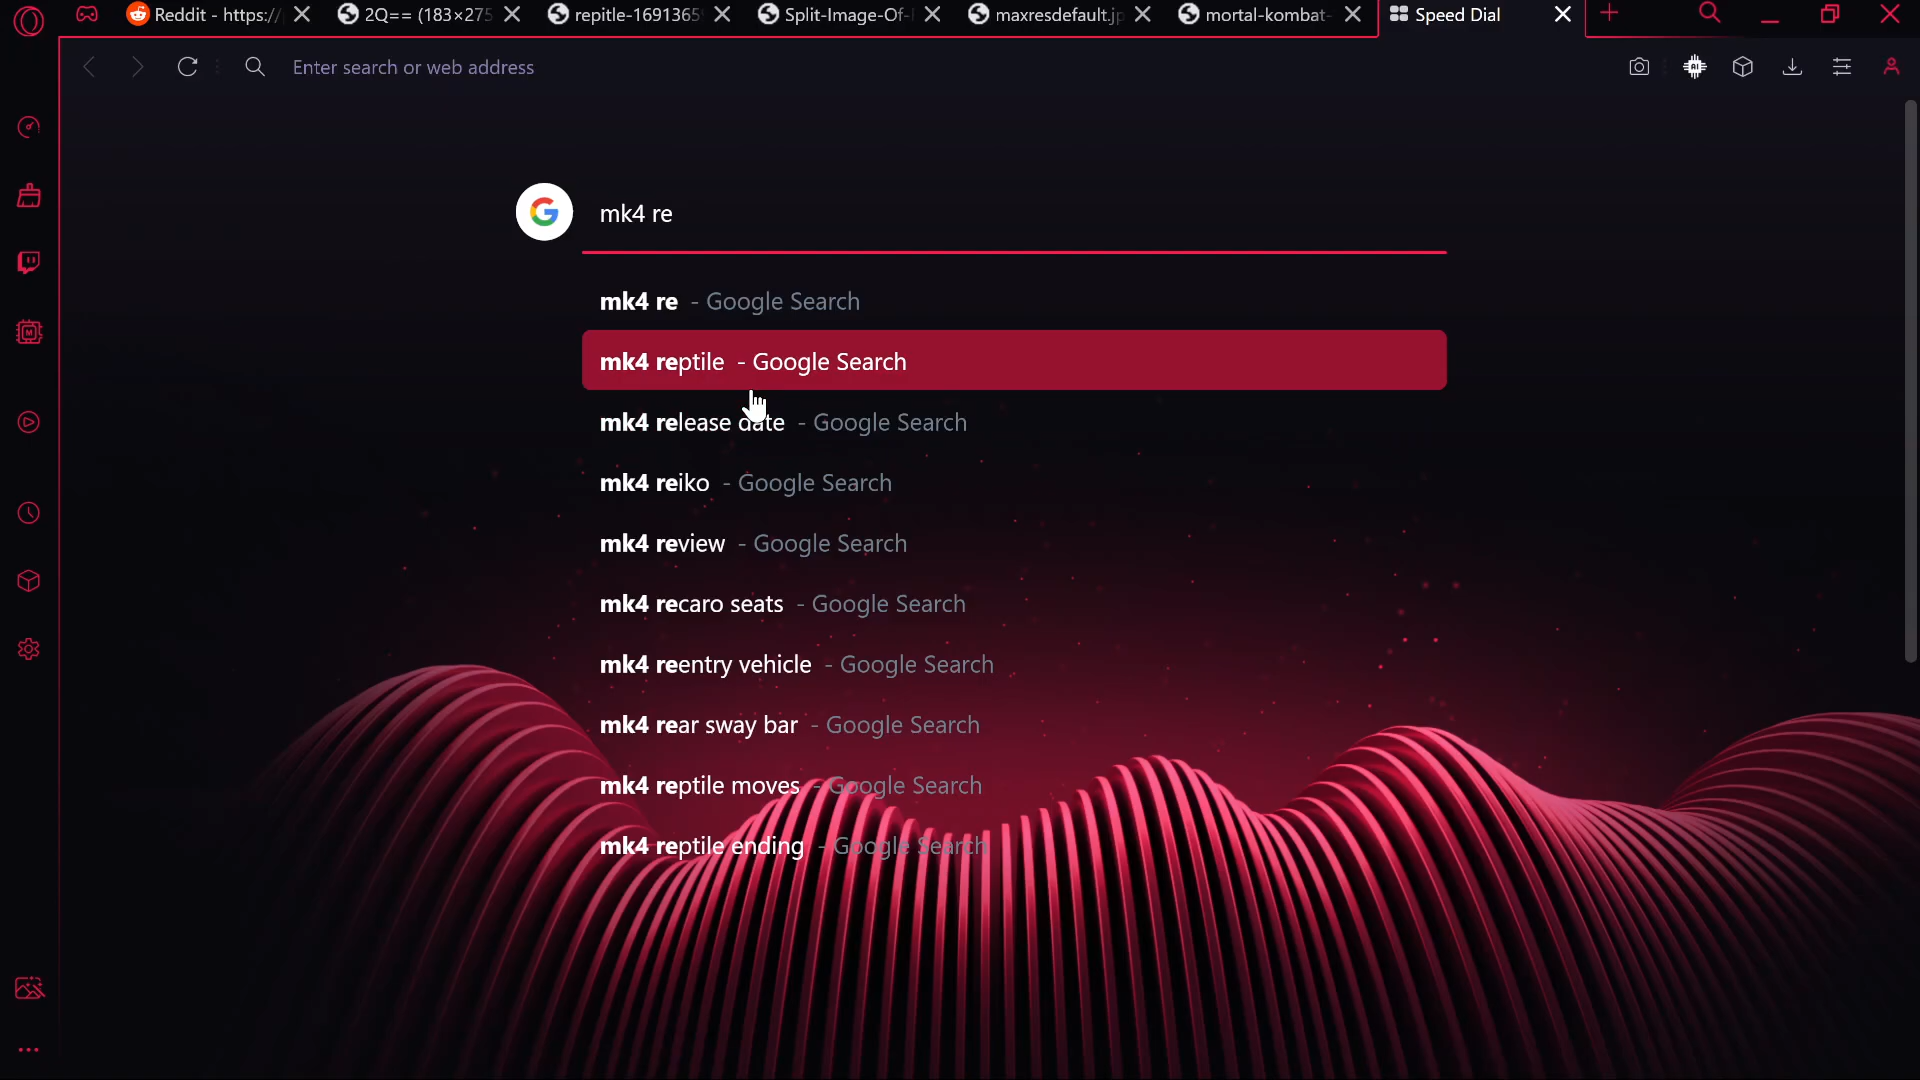 Reddit - https://
2Q== (183×275
repitle-1691365
Split-Image-Of-
maxresdefault.jp
mortal-kombat-
Speed Dial
Enter search or web address
AI
mk4 re
mk4 re - Google Search
mk4 reptile - Google Search
mk4 release date - Google Search
mk4 reiko - Google Search
mk4 review - Google Search
mk4 recaro seats - Google Search
mk4 reentry vehicle - Google Search
mk4 rear sway bar - Google Search
mk4 reptile moves - Google Search
mk4 reptile ending - Google Search